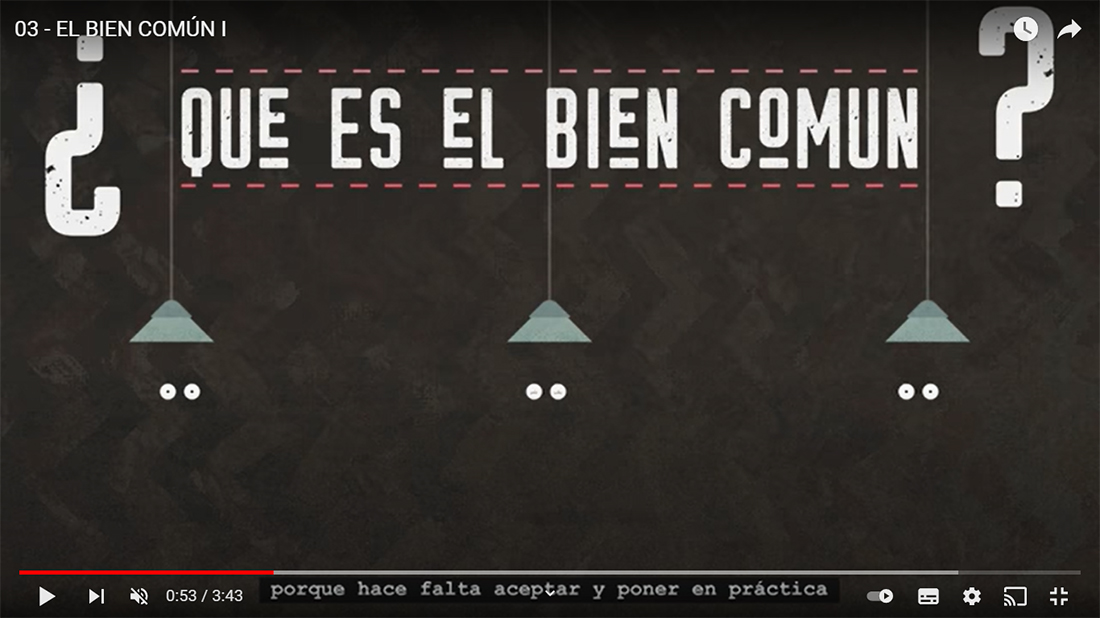 03 - EL BIEN COMÚN I
¿QUE ES EL BIEN COMUN?
porque hace falta aceptar y poner en práctica
0:53 / 3:43